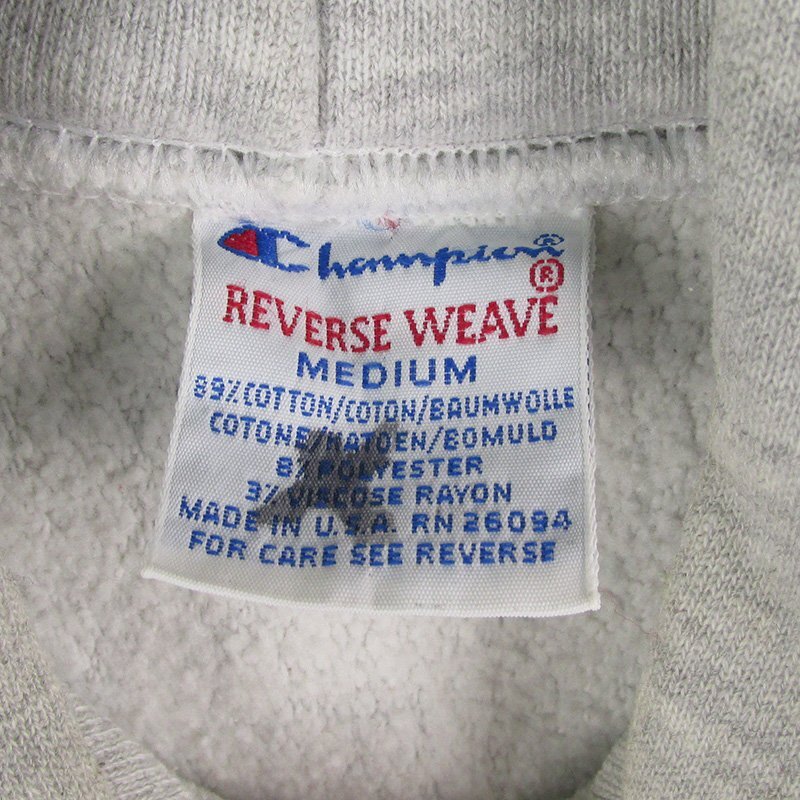 Champion®
REVERSE WEAVE®
MEDIUM
89% COTTON/COTON/BAUMWOLLE
COTONE/KATOEN/BOMULD
8% POLYESTER
3% VISCOSE RAYON
MADE IN U.S.A. RN 26094
FOR CARE SEE REVERSE